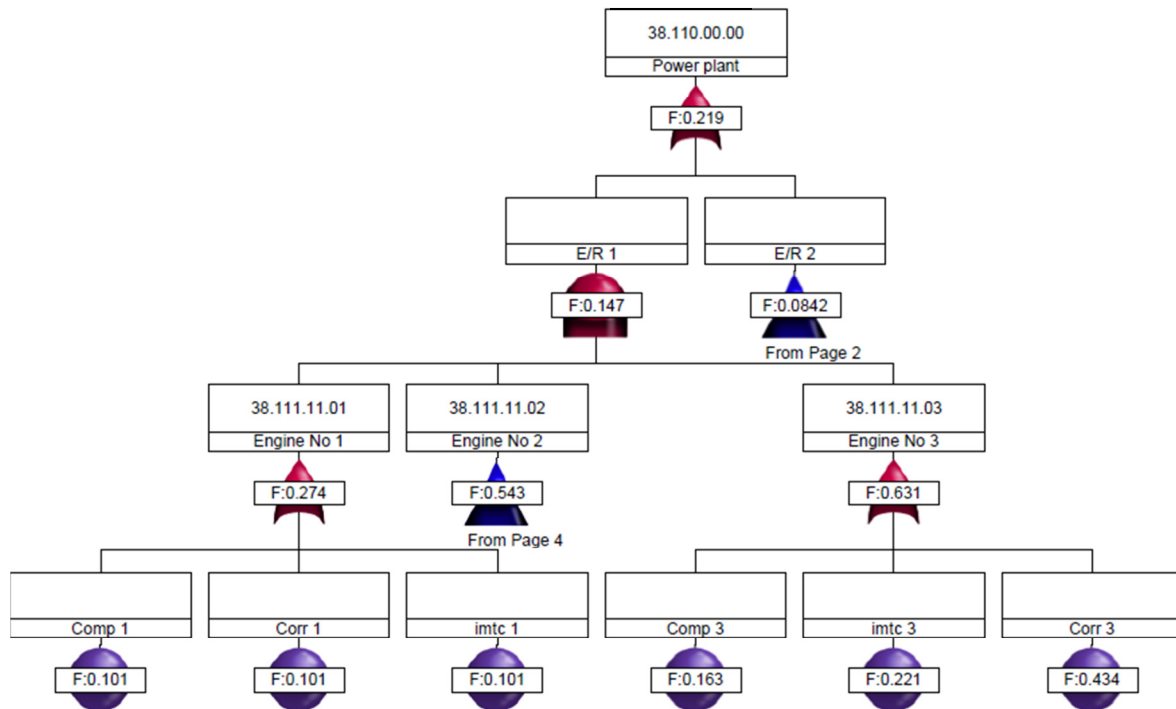 38.110.00.00
Power plant
F:0.219
E/R 1
E/R 2
F:0.147
F:0.0842
From Page 2
38.111.11.01
38.111.11.02
38.111.11.03
Engine No 1
Engine No 2
Engine No 3
F:0.274
F:0.543
F:0.631
From Page 4
Comp 1
Corr 1
imtc 1
Comp 3
imtc 3
Corr 3
F:0.101
F:0.101
F:0.101
F:0.163
F:0.221
F:0.434